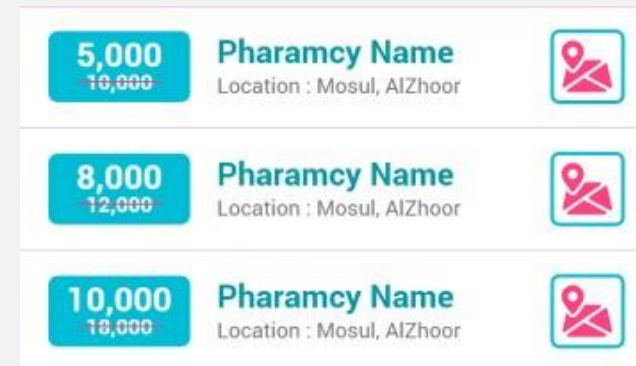 5,000
10,000
Pharamcy Name
Location : Mosul, AlZhoor
8,000
12,000
Pharamcy Name
Location : Mosul, AlZhoor
10,000
18,000
Pharamcy Name
Location : Mosul, AlZhoor